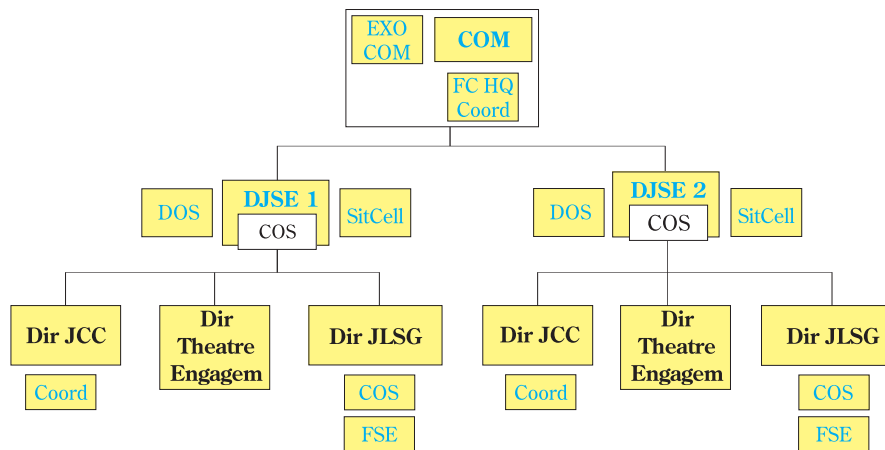 EXO
COM
COM
FC HQ
Coord
DOS
DJSE 1
COS
SitCell
DOS
DJSE 2
COS
SitCell
Dir JCC
Dir
Theatre
Engagem
Dir JLSG
Dir JCC
Dir
Theatre
Engagem
Dir JLSG
Coord
COS
FSE
Coord
COS
FSE